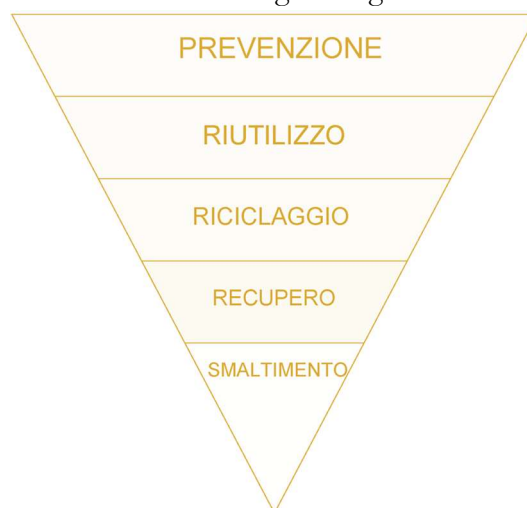 PREVENZIONE
RIUTILIZZO
RICICLAGGIO
RECUPERO
SMALTIMENTO